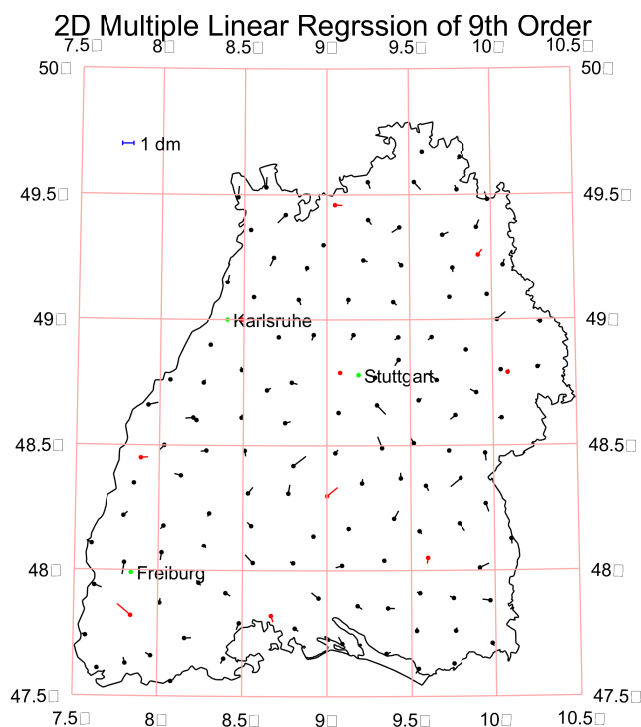 2D Multiple Linear Regrssion of 9th Order
7.5□ 8□ 8.5□ 9□ 9.5□ 10□ 10.5□
50□ 50□
1 dm
49.5□ 49.5□
49□ Karlsruhe 49□
Stuttgart
48.5□ 48.5□
48□ Freiburg 48□
47.5□ 47.5□
7.5□ 8□ 8.5□ 9□ 9.5□ 10□ 10.5□